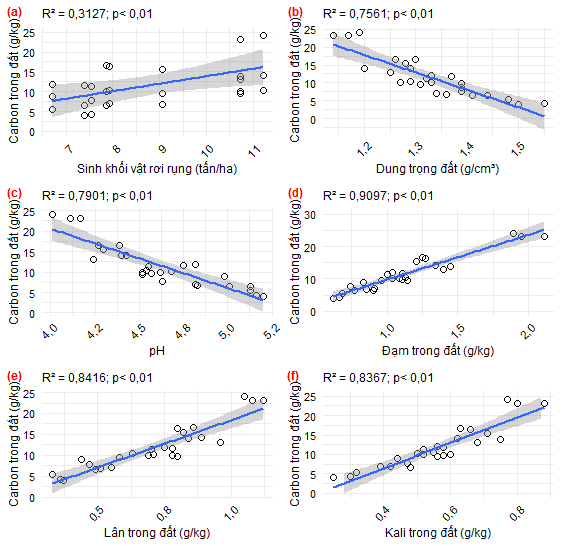 (a) R² = 0,3127; p< 0,01
Carbon trong đất (g/kg)
25
20
15
10
5
0
7 8 9 10 11
Sinh khối vật rơi rụng (tấn/ha)
(b) R² = 0,7561; p< 0,01
Carbon trong đất (g/kg)
25
20
15
10
5
0
1,2 1,3 1,4 1,5
Dung trong đất (g/cm³)
(c) R² = 0,7901; p< 0,01
Carbon trong đất (g/kg)
25
20
15
10
5
0
4,0 4,2 4,5 4,8 5,0 5,2
pH
(d) R² = 0,9097; p< 0,01
Carbon trong đất (g/kg)
30
20
10
0
1,0 1,5 2,0
Đạm trong đất (g/kg)
(e) R² = 0,8416; p< 0,01
Carbon trong đất (g/kg)
25
20
15
10
5
0
0,5 0,8 1,0
Lân trong đất (g/kg)
(f) R² = 0,8367; p< 0,01
Carbon trong đất (g/kg)
25
20
15
10
5
0
0,4 0,6 0,8
Kali trong đất (g/kg)